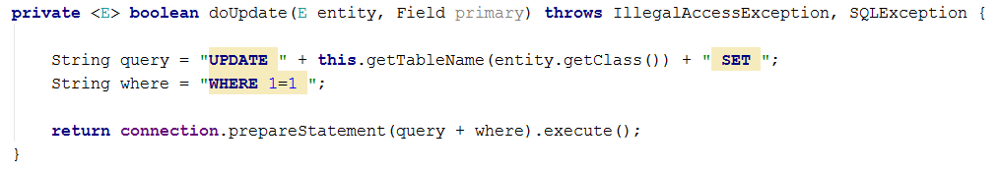 private <E> boolean doUpdate(E entity, Field primary) throws IllegalAccessException, SQLException {
String query = "UPDATE " + this.getTableName(entity.getClass()) + " SET ";
String where = "WHERE 1=1 ";
return connection.prepareStatement(query + where).execute();
}